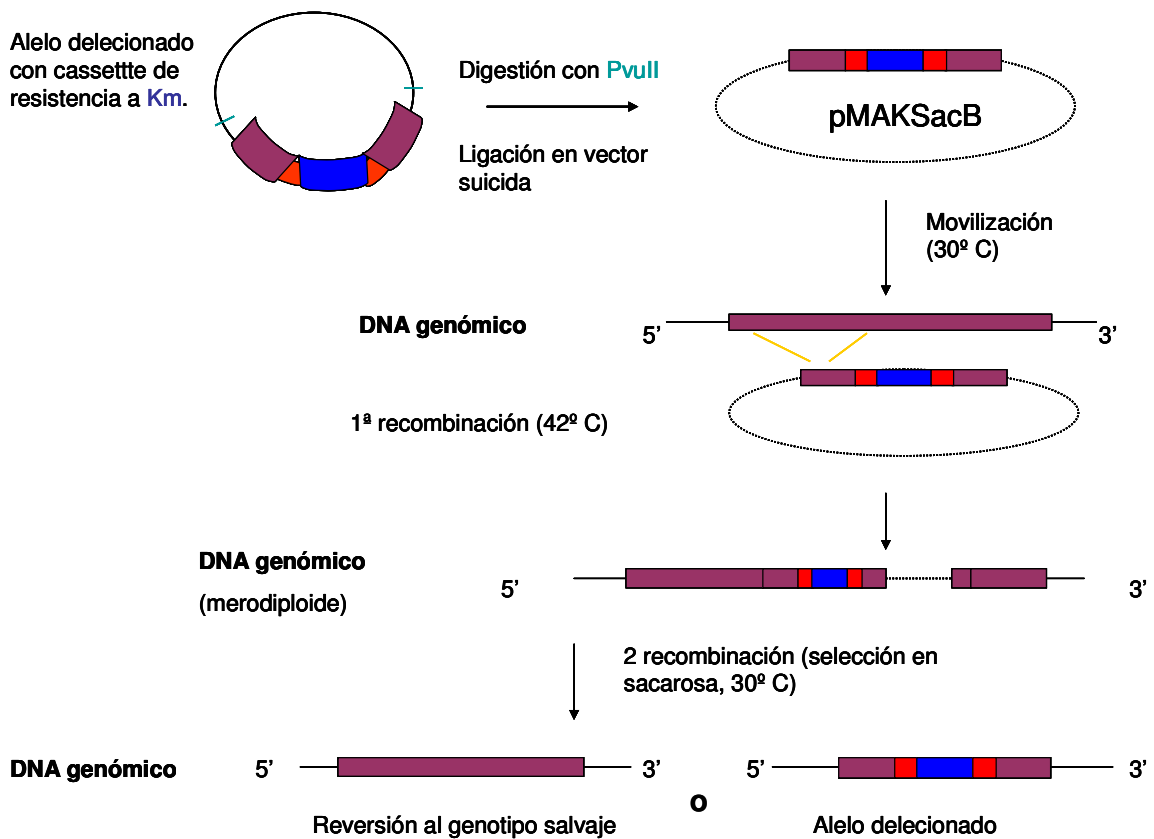 Alelo delecionado
con cassettte de
resistencia a Km.
Digestión con PvuII
Ligación en vector
suicida
pMAKSacB
Movilización
(30º C)
DNA genómico
5’
3’
1ª recombinación (42º C)
DNA genómico
(merodiploide)
5’
3’
2 recombinación (selección en
sacarosa, 30º C)
DNA genómico
5’
3’
o
5’
3’
Reversión al genotipo salvaje
Alelo delecionado